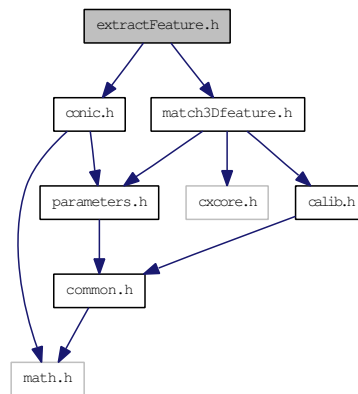 extractFeature.h
conic.h
match3Dfeature.h
parameters.h
cxcore.h
calib.h
common.h
math.h